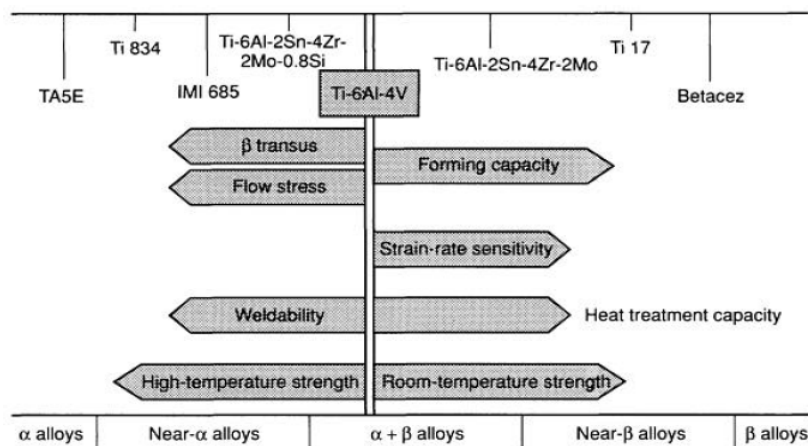 Ti 834
Ti-6Al-2Sn-4Zr-
2Mo-0.8Si
Ti-6Al-2Sn-4Zr-2Mo
Ti 17
TA5E
IMI 685
Ti-6Al-4V
Betacez
β transus
Forming capacity
Flow stress
Strain-rate sensitivity
Weldability
Heat treatment capacity
High-temperature strength
Room-temperature strength
α alloys
Near-α alloys
α + β alloys
Near-β alloys
β alloys